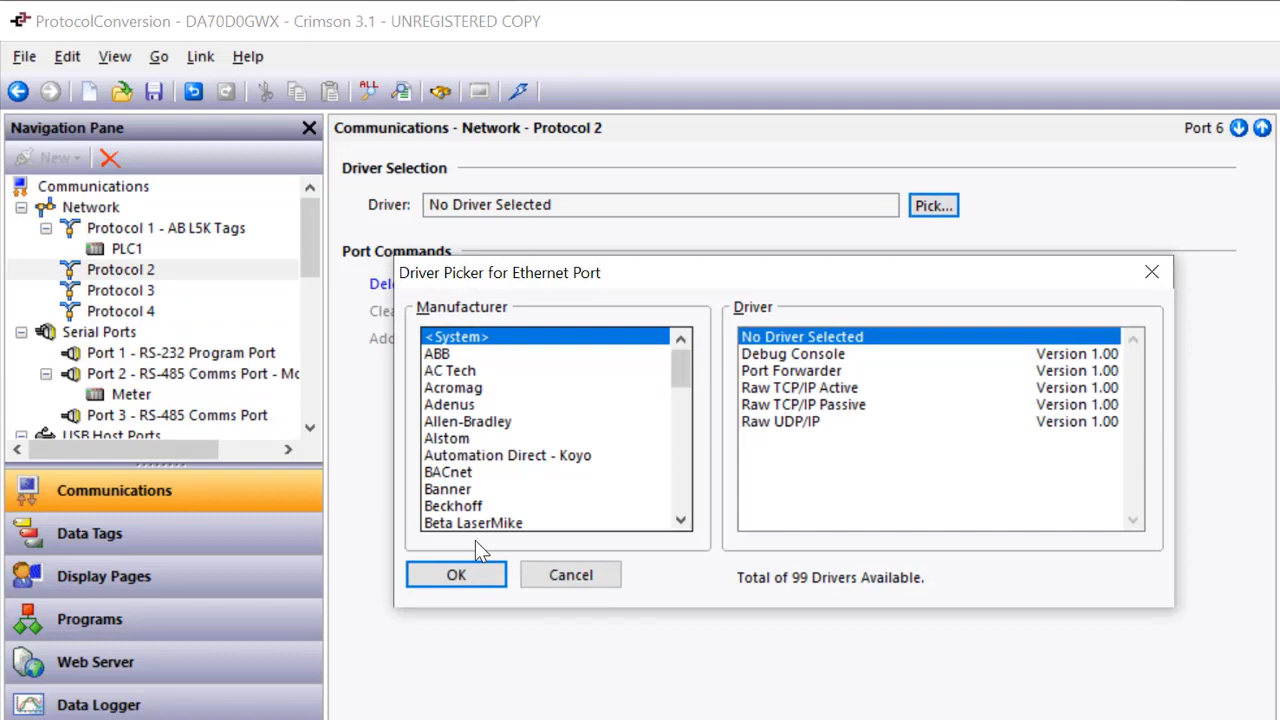 ProtocolConversion - DA70D0GWX - Crimson 3.1 - UNREGISTERED COPY
File Edit View Go Link Help
ALL
Navigation Pane
New
Communications
Network
Protocol 1 - AB L5K Tags
PLC1
Protocol 2
Protocol 3
Protocol 4
Serial Ports
Port 1 - RS-232 Program Port
Port 2 - RS-485 Comms Port - Mo
Meter
Port 3 - RS-485 Comms Port
USB Host Ports
Communications
Data Tags
Display Pages
Programs
Web Server
Data Logger
Communications - Network - Protocol 2
Port 6
Driver Selection
Driver: No Driver Selected Pick...
Port Commands
Del
Clea
Add
Driver Picker for Ethernet Port
Manufacturer
<System>
ABB
AC Tech
Acromag
Adenus
Allen-Bradley
Alstom
Automation Direct - Koyo
BACnet
Banner
Beckhoff
Beta LaserMike
Driver
No Driver Selected
Debug Console Version 1.00
Port Forwarder Version 1.00
Raw TCP/IP Active Version 1.00
Raw TCP/IP Passive Version 1.00
Raw UDP/IP Version 1.00
OK Cancel
Total of 99 Drivers Available.